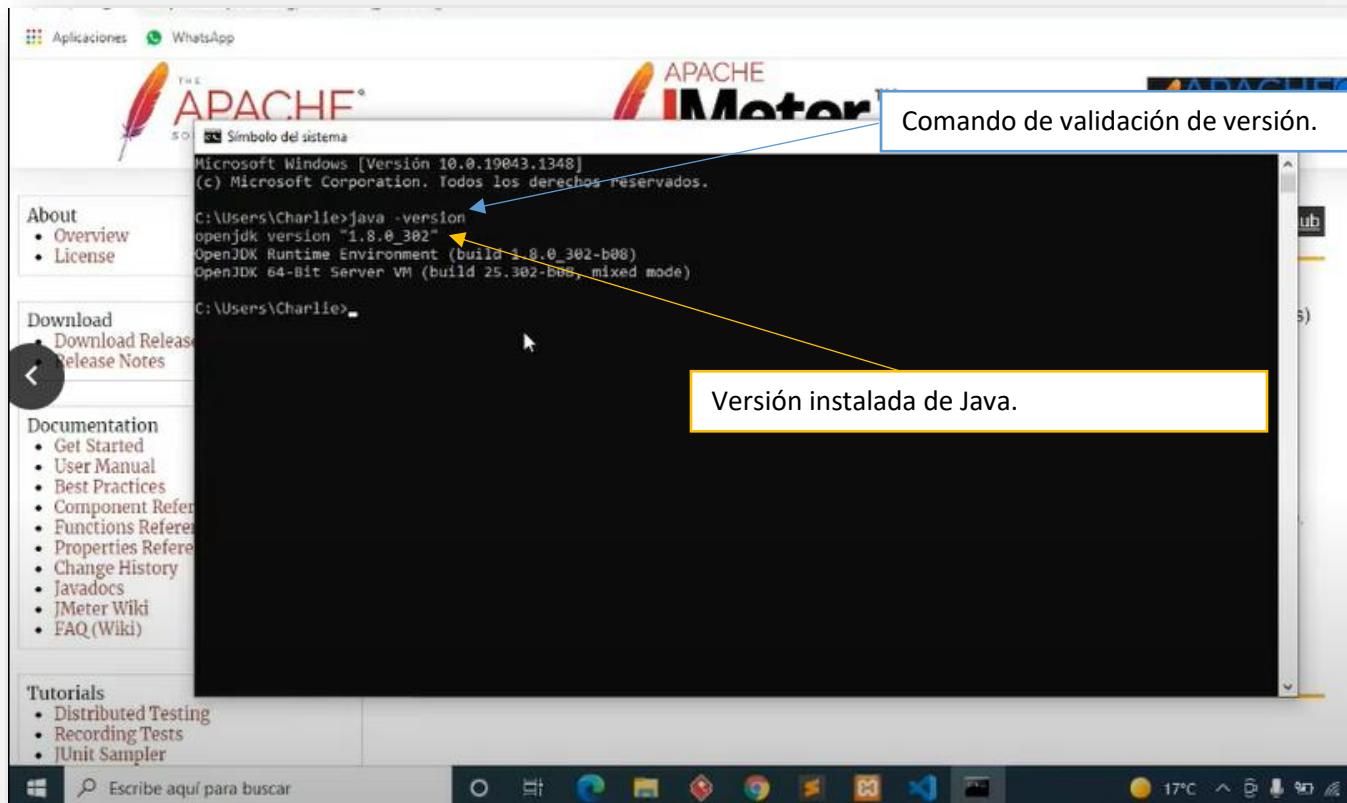 Aplicaciones WhatsApp
THE
APACHE
APACHE
JMeter
Comando de validación de versión.
Símbolo del sistema
Microsoft Windows [Versión 10.0.19043.1348]
(c) Microsoft Corporation. Todos los derechos reservados.
C:\Users\Charlie>java -version
openjdk version "1.8.0_302"
OpenJDK Runtime Environment (build 1.8.0_302-b08)
OpenJDK 64-Bit Server VM (build 25.302-b08, mixed mode)
C:\Users\Charlie>_
Versión instalada de Java.
About
Overview
License
Download
Download Release
Release Notes
Documentation
Get Started
User Manual
Best Practices
Component Refer
Functions Refere
Properties Refere
Change History
Javadocs
JMeter Wiki
FAQ (Wiki)
Tutorials
Distributed Testing
Recording Tests
JUnit Sampler
ub
s)
Escribe aquí para buscar
17°C